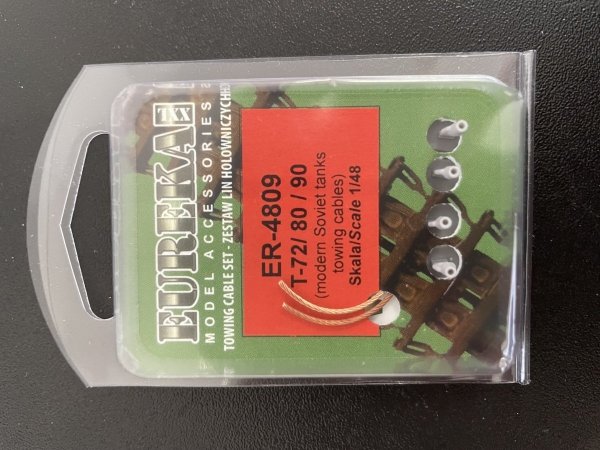 EUREKA
TXX
MODEL ACCESSORIES
TOWING CABLE SET - ZESTAW LIN HOLOWNICZYCH
ER-4809
T-72/ 80 / 90
(modern Soviet tanks
towing cables)
Skala/Scale 1/48